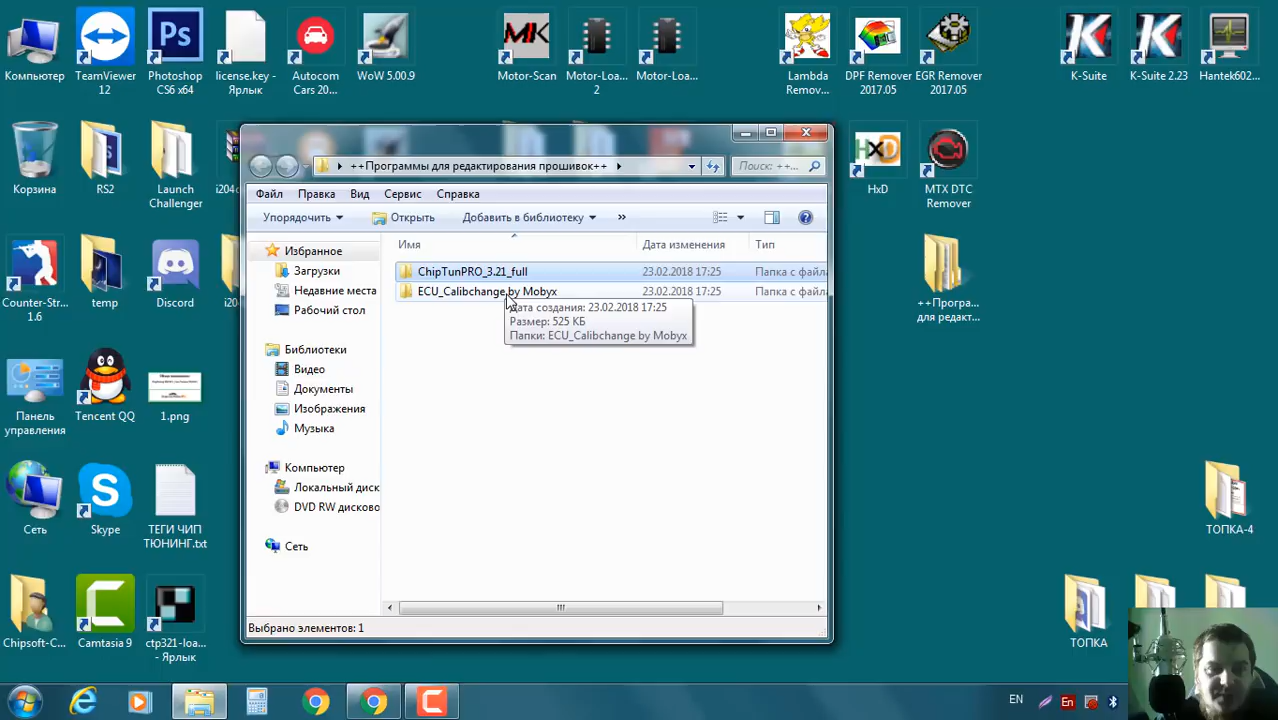 Компьютер
TeamViewer
12
Photoshop
CS6 x64
license.key -
Ярлык
Autocom
Cars 20...
WoW 5.00.9
Motor-Scan
Motor-Loa...
2
Motor-Loa...
Lambda
Remov...
DPF Remover
2017.05
EGR Remover
2017.05
K-Suite
K-Suite 2.23
Hantek602...
Ps
MK
HxD
Корзина
RS2
Launch
Challenger
HxD
MTX DTC
Remover
++Программы для редактирования прошивок++
Поиск: ++...
Файл
Правка
Вид
Сервис
Справка
Упорядочить
Открыть
Добавить в библиотеку
»
Имя
Дата изменения
Тип
Избранное
Загрузки
Недавние места
Рабочий стол
Библиотеки
Видео
Документы
Изображения
Музыка
Компьютер
Локальный диск
DVD RW дисково
Сеть
ChipTunPRO_3.21_full
23.02.2018 17:25
Папка с файла
ECU_Calibchange by Mobyx
23.02.2018 17:25
Папка с файла
Дата создания: 23.02.2018 17:25
Размер: 525 КБ
Папки: ECU_Calibchange by Mobyx
Выбрано элементов: 1
Counter-Str...
1.6
temp
Discord
++Програ...
для редакт...
Панель
управления
Tencent QQ
1.png
Сеть
Skype
ТЕГИ ЧИП
ТЮНИНГ.txt
ТОПКА-4
Chipsoft-C...
Camtasia 9
ctp321-loa...
- Ярлык
ТОПКА
EN
En